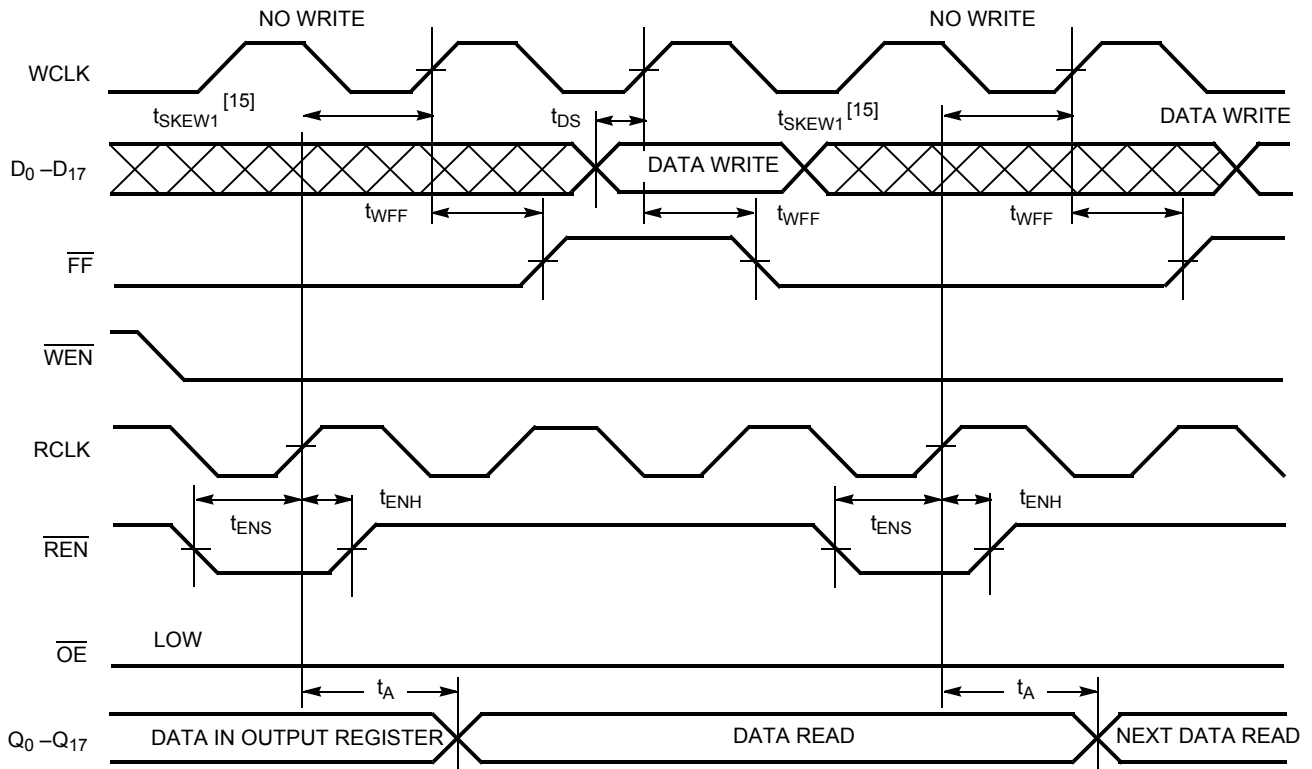 NO WRITE NO WRITE
WCLK
tSKEW1 [15] tDS tSKEW1 [15] DATA WRITE
D0 –D17 DATA WRITE
tWFF tWFF tWFF
FF
WEN
RCLK
tENS tENH tENS tENH
REN
LOW
OE
tA tA
Q0 –Q17 DATA IN OUTPUT REGISTER DATA READ NEXT DATA READ